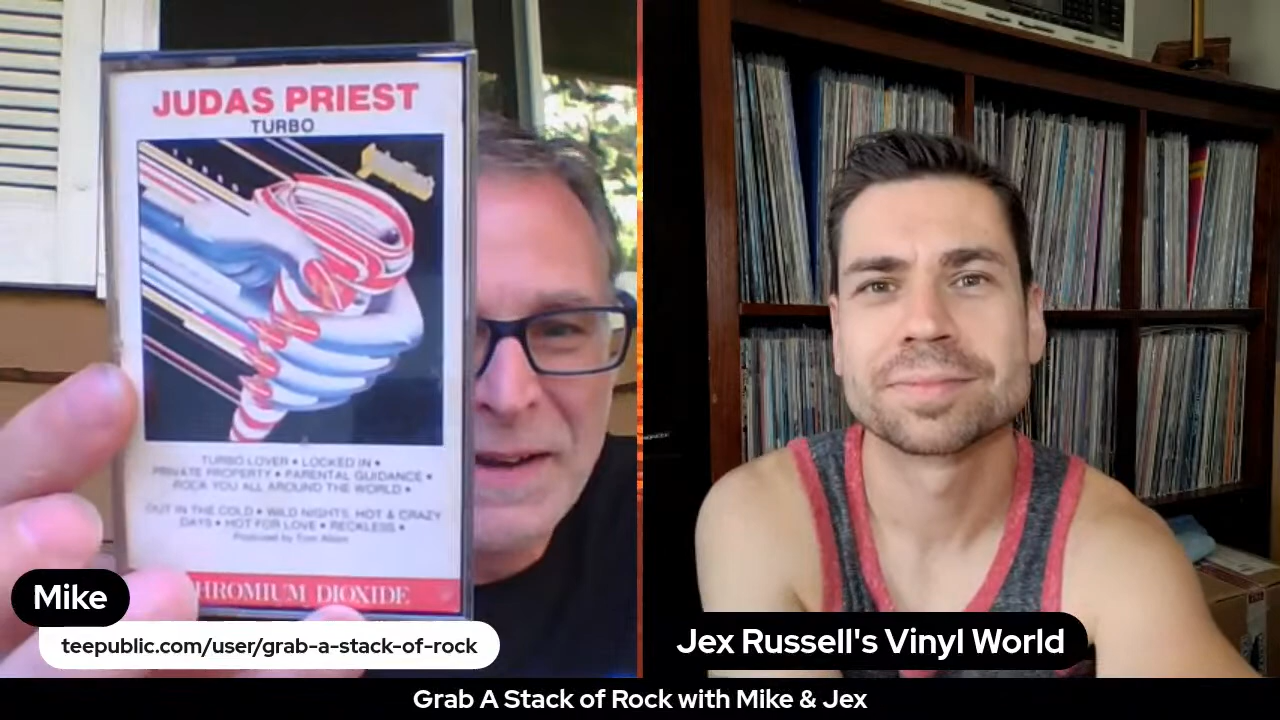 JUDAS PRIEST
TURBO
TURBO
TURBO LOVER • LOCKED IN •
PRIVATE PROPERTY • PARENTAL GUIDANCE •
ROCK YOU ALL AROUND THE WORLD •
OUT IN THE COLD • WILD NIGHTS, HOT & CRAZY
DAYS • HOT FOR LOVE • RECKLESS •
Produced by Tom Allom
HROMIUM DIOXIDE
Mike
teepublic.com/user/grab-a-stack-of-rock
Jex Russell's Vinyl World
Grab A Stack of Rock with Mike & Jex